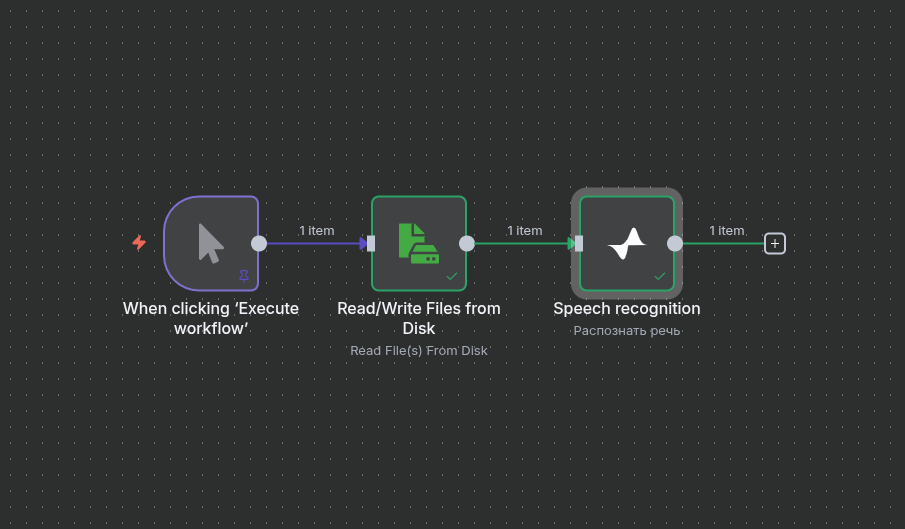 1 item
1 item
1 item
When clicking ‘Execute
workflow’
Read/Write Files from
Disk
Read File(s) From Disk
Speech recognition
Распознать речь